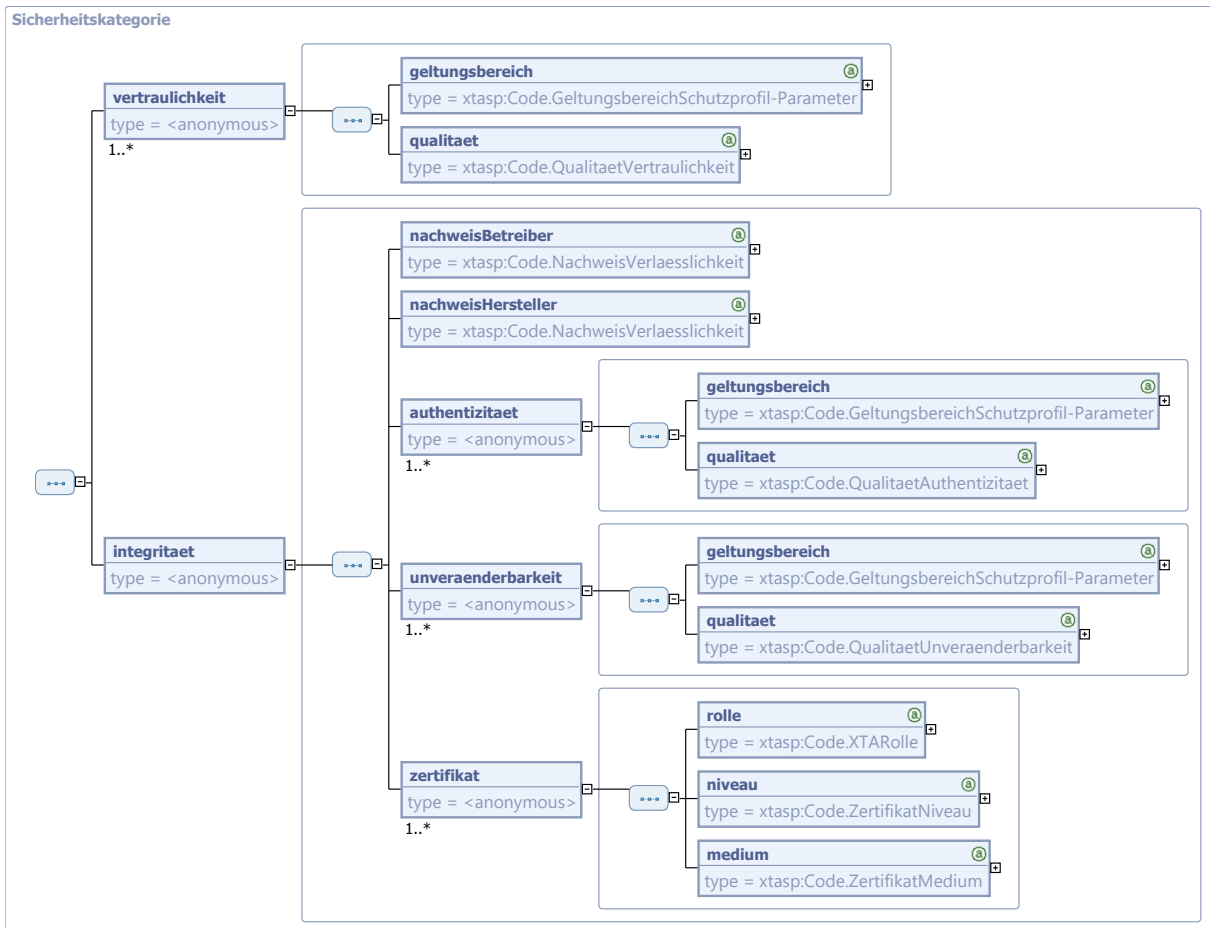 Sicherheitskategorie
vertraulichkeit
type = <anonymous>
1..*
geltungsbereich
type = xtasp:Code.GeltungsbereichSchutzprofil-Parameter
qualitaet
type = xtasp:Code.QualitaetVertraulichkeit
integritaet
type = <anonymous>
nachweisBetreiber
type = xtasp:Code.NachweisVerlaesslichkeit
nachweisHersteller
type = xtasp:Code.NachweisVerlaesslichkeit
authentizitaet
type = <anonymous>
1..*
geltungsbereich
type = xtasp:Code.GeltungsbereichSchutzprofil-Parameter
qualitaet
type = xtasp:Code.QualitaetAuthentizitaet
unveraenderbarkeit
type = <anonymous>
1..*
geltungsbereich
type = xtasp:Code.GeltungsbereichSchutzprofil-Parameter
qualitaet
type = xtasp:Code.QualitaetUnveraenderbarkeit
zertifikat
type = <anonymous>
1..*
rolle
type = xtasp:Code.XTARolle
niveau
type = xtasp:Code.ZertifikatNiveau
medium
type = xtasp:Code.ZertifikatMedium